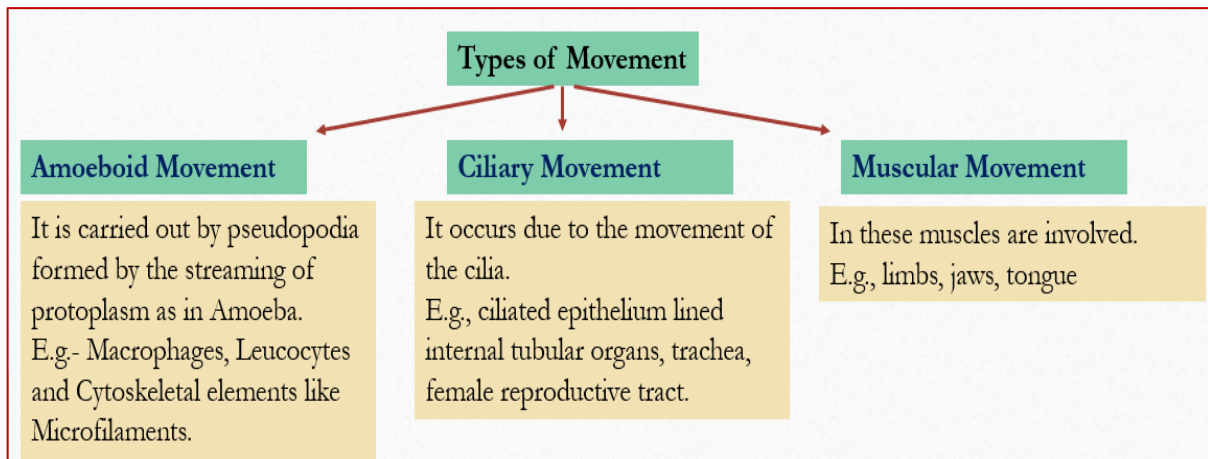 Types of Movement
Amoeboid Movement
It is carried out by pseudopodia
formed by the streaming of
protoplasm as in Amoeba.
E.g.- Macrophages, Leucocytes
and Cytoskeletal elements like
Microfilaments.
Ciliary Movement
It occurs due to the movement of
the cilia.
E.g., ciliated epithelium lined
internal tubular organs, trachea,
female reproductive tract.
Muscular Movement
In these muscles are involved.
E.g., limbs, jaws, tongue